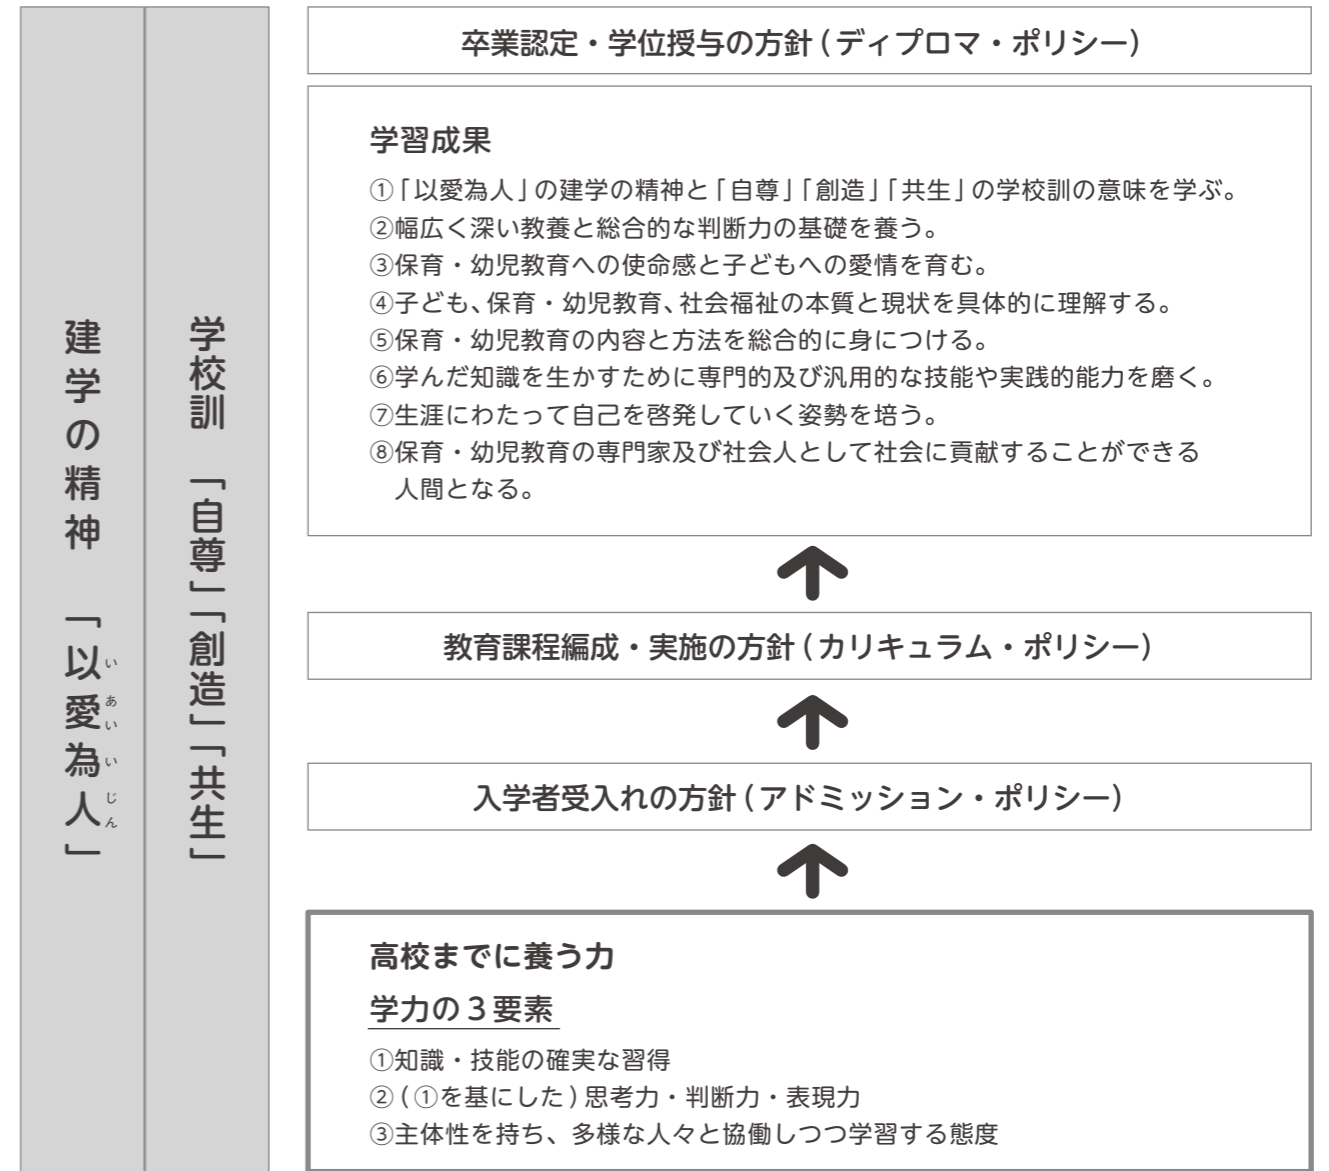 建学の精神 「以愛為人」
い
あい
い
じん
学校訓 「自尊」「創造」「共生」
卒業認定・学位授与の方針(ディプロマ・ポリシー)
学習成果
①「以愛為人」の建学の精神と「自尊」「創造」「共生」の学校訓の意味を学ぶ。
②幅広く深い教養と総合的な判断力の基礎を養う。
③保育・幼児教育への使命感と子どもへの愛情を育む。
④子ども、保育・幼児教育、社会福祉の本質と現状を具体的に理解する。
⑤保育・幼児教育の内容と方法を総合的に身につける。
⑥学んだ知識を生かすために専門的及び汎用的な技能や実践的能力を磨く。
⑦生涯にわたって自己を啓発していく姿勢を培う。
⑧保育・幼児教育の専門家及び社会人として社会に貢献することができる
人間となる。
教育課程編成・実施の方針(カリキュラム・ポリシー)
入学者受入れの方針(アドミッション・ポリシー)
高校までに養う力
学力の3要素
①知識・技能の確実な習得
②(①を基にした)思考力・判断力・表現力
③主体性を持ち、多様な人々と協働しつつ学習する態度